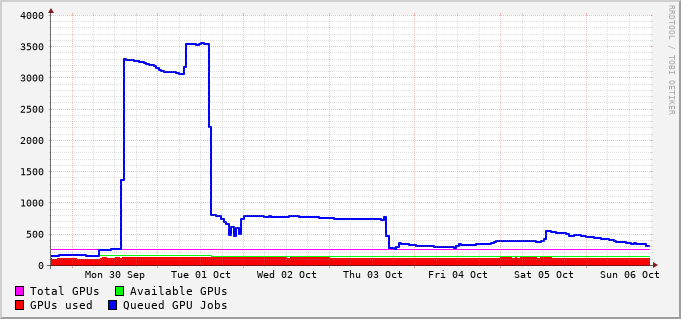 4000
3500
3000
2500
2000
1500
1000
500
0
Mon 30 Sep Tue 01 Oct Wed 02 Oct Thu 03 Oct Fri 04 Oct Sat 05 Oct Sun 06 Oct
Total GPUs Available GPUs
GPUs used Queued GPU Jobs
RRDTOOL / TOBI OETIKER